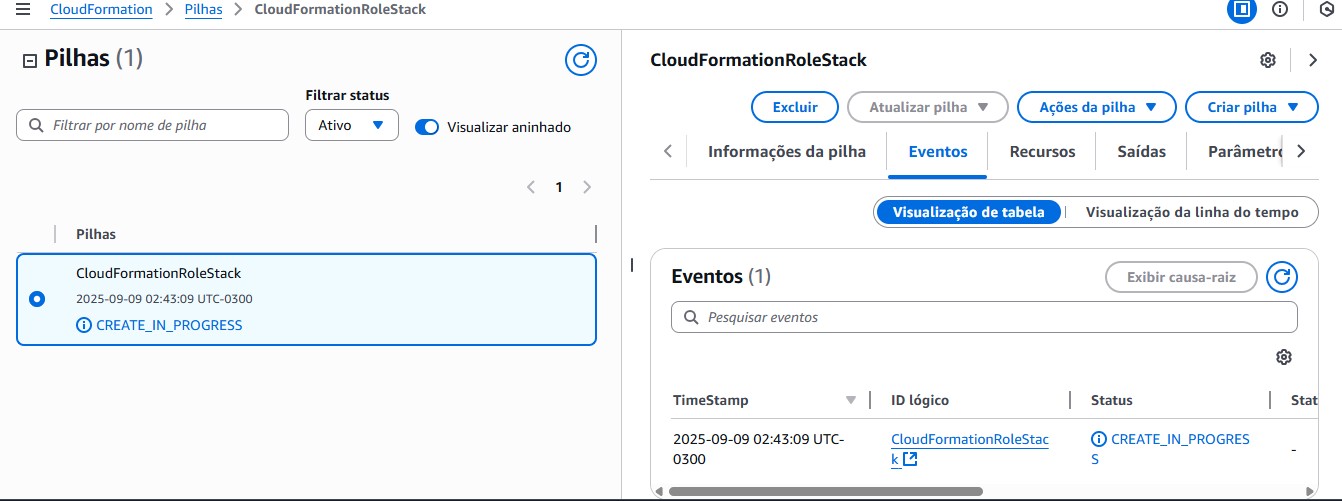 CloudFormation > Pilhas > CloudFormationRoleStack
Pilhas (1)
Filtrar status
Filtrar por nome de pilha
Ativo
Visualizar aninhado
1
Pilhas
CloudFormationRoleStack
2025-09-09 02:43:09 UTC-0300
CREATE_IN_PROGRESS
CloudFormationRoleStack
Excluir
Atualizar pilha
Ações da pilha
Criar pilha
Informações da pilha
Eventos
Recursos
Saídas
Parâmetro
Visualização de tabela
Visualização da linha do tempo
Eventos (1)
Exibir causa-raiz
Pesquisar eventos
TimeStamp
ID lógico
Status
Stat
2025-09-09 02:43:09 UTC-
0300
CloudFormationRoleStac
k
CREATE_IN_PROGRES
S
-